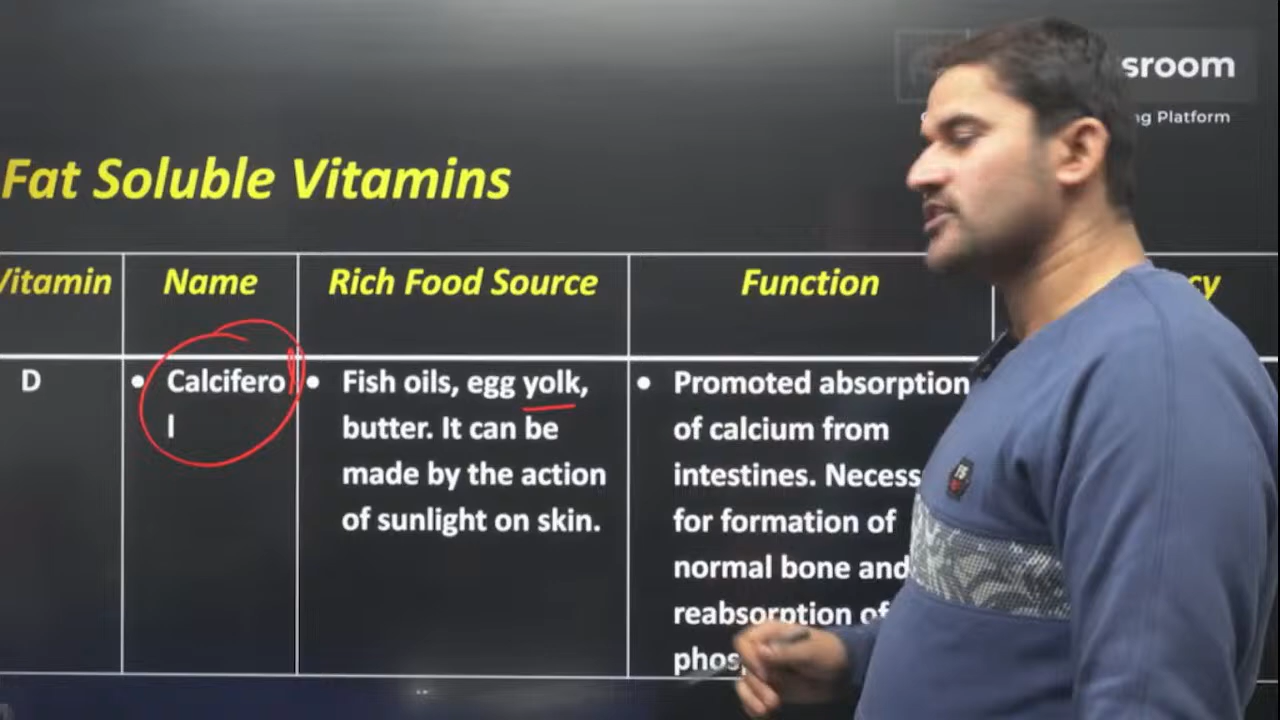 sroom
ng Platform
Fat Soluble Vitamins
Vitamin Name Rich Food Source Function
D • Calcifero • Fish oils, egg yolk, • Promoted absorption
l butter. It can be of calcium from
made by the action intestines. Necess
of sunlight on skin. for formation of
normal bone and
reabsorption of
phos